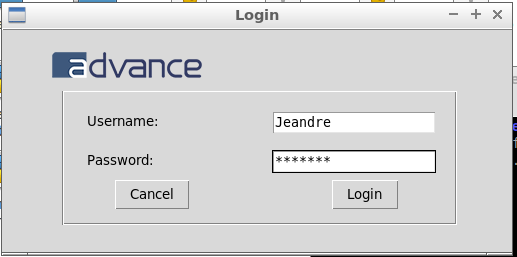 Login
advance
Username:
Jeandre
Password:
*******
Cancel
Login